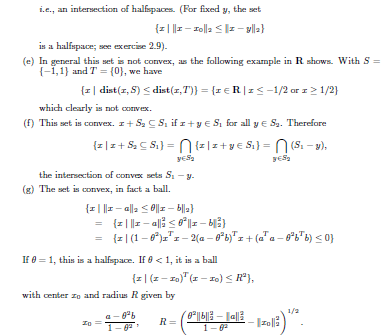 i.e., an intersection of halfspaces. (For fixed y, the set
{x | ‖x − x₀‖₂ ≤ ‖x − y‖₂}
is a halfspace; see exercise 2.9).
(e) In general this set is not convex, as the following example in R shows. With S =
{−1, 1} and T = {0}, we have
{x | dist(x, S) ≤ dist(x, T)} = {x ∈ R | x ≤ −1/2 or x ≥ 1/2}
which clearly is not convex.
(f) This set is convex. x + S₂ ⊆ S₁ if x + y ∈ S₁ for all y ∈ S₂. Therefore
{x | x + S₂ ⊆ S₁} = ⋂_{y∈S₂} {x | x + y ∈ S₁} = ⋂_{y∈S₂} (S₁ − y),
the intersection of convex sets S₁ − y.
(g) The set is convex, in fact a ball.
{x | ‖x − a‖₂ ≤ θ‖x − b‖₂}
= {x | ‖x − a‖₂² ≤ θ²‖x − b‖₂²}
= {x | (1 − θ²)xᵀx − 2(a − θ²b)ᵀx + (aᵀa − θ²bᵀb) ≤ 0}
If θ = 1, this is a halfspace. If θ < 1, it is a ball
{x | (x − x₀)ᵀ(x − x₀) ≤ R²},
with center x₀ and radius R given by
x₀ = (a − θ²b)/(1 − θ²), R = ((θ²‖b‖₂² − ‖a‖₂²)/(1 − θ²) − ‖x₀‖₂²)^{1/2}.